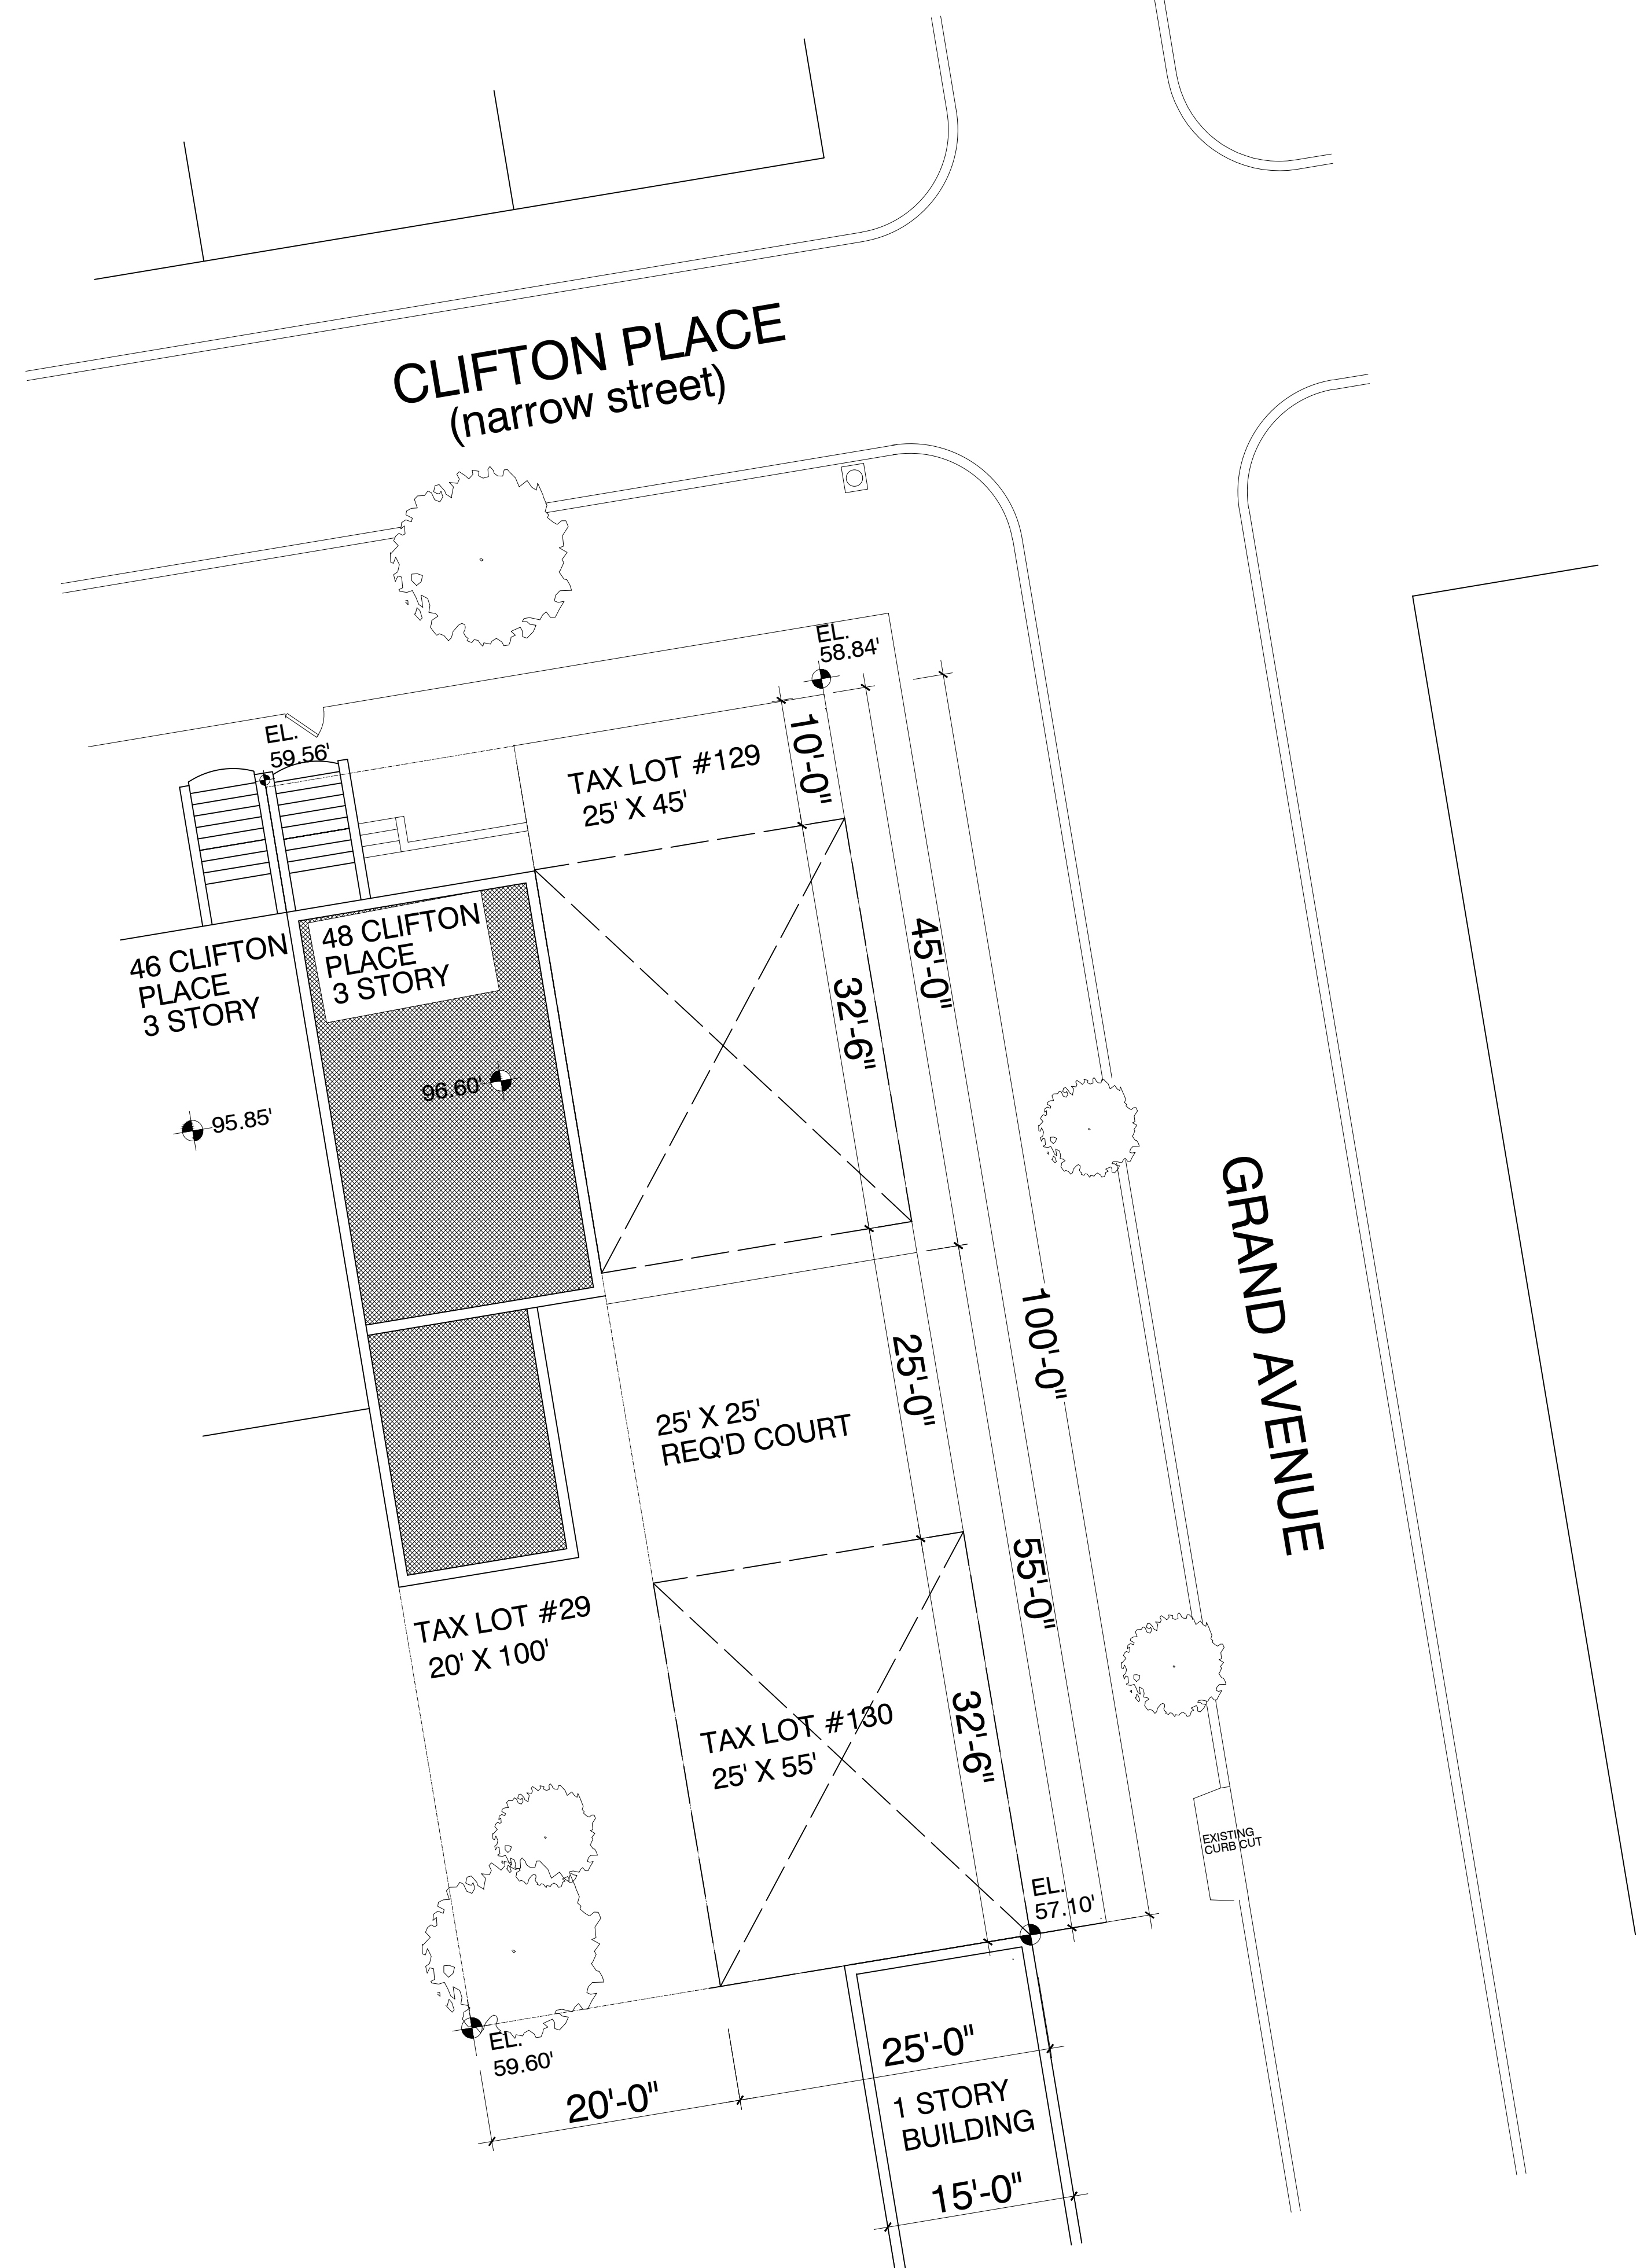 CLIFTON PLACE
(narrow street)
EL.
58.84'
EL.
59.56'
TAX LOT #129
25' X 45'
10'-0"
46 CLIFTON
PLACE
3 STORY
48 CLIFTON
PLACE
3 STORY
45'-0"
32'-6"
96.60'
95.85'
GRAND AVENUE
100'-0"
25'-0"
25' X 25'
REQ'D COURT
55'-0"
TAX LOT #29
20' X 100'
TAX LOT #130
25' X 55'
32'-6"
EXISTING
CURB CUT
EL.
57.10'
EL.
59.60'
25'-0"
20'-0"
1 STORY
BUILDING
15'-0"